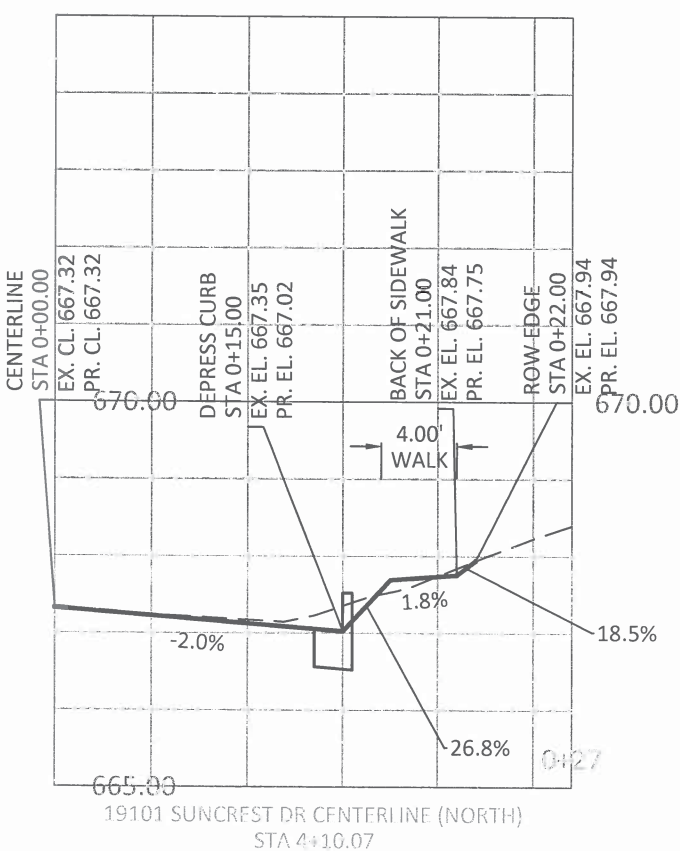 CENTERLINE
STA 0+00.00
EX. CL. 667.32
PR. CL. 667.32
DEPRESS CURB
STA 0+15.00
EX. EL. 667.35
PR. EL. 667.02
BACK OF SIDEWALK
STA 0+21.00
EX. EL. 667.84
PR. EL. 667.75
ROW EDGE
STA 0+22.00
EX. EL. 667.94
PR. EL. 667.94
670.00
670.00
4.00'
WALK
1.8%
-2.0%
18.5%
26.8%
0+27
665.00
19101 SUNCREST DR CENTERLINE (NORTH)
STA 4+10.07